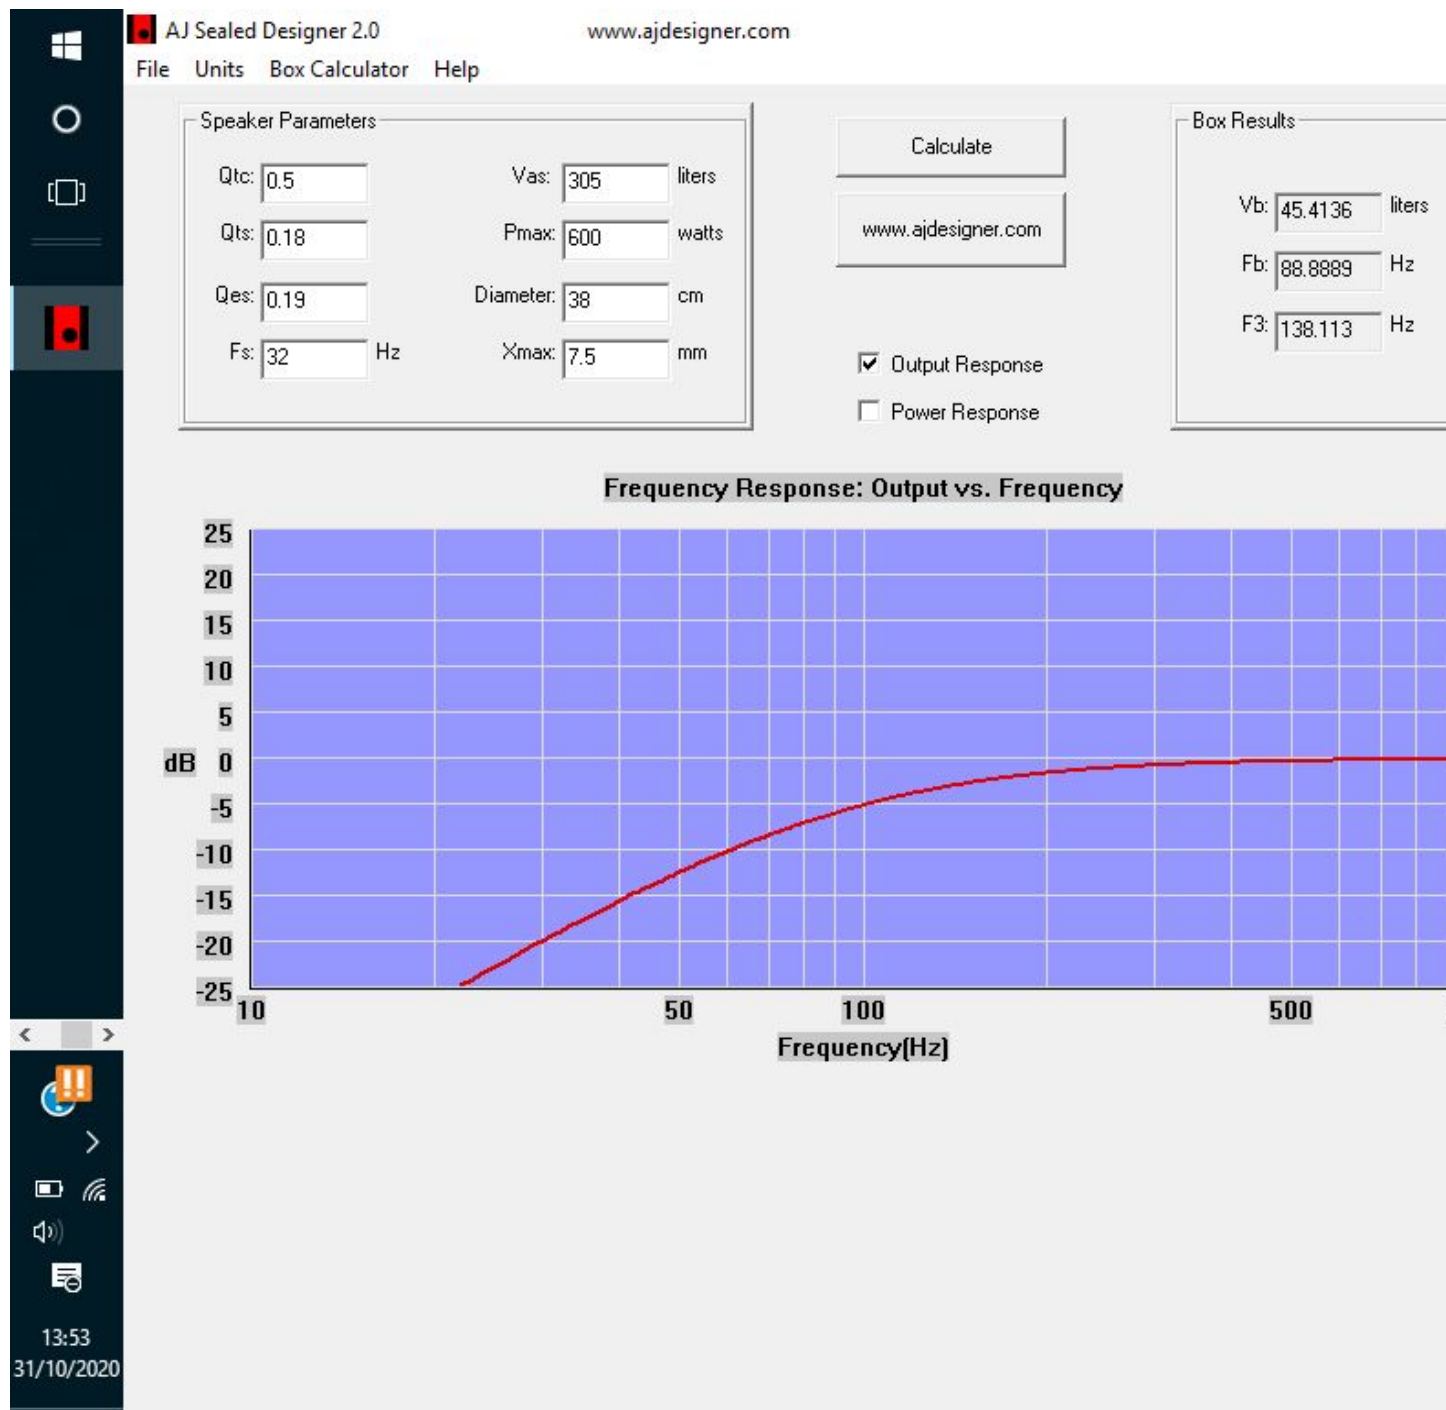 AJ Sealed Designer 2.0 www.ajdesigner.com
File Units Box Calculator Help
Speaker Parameters
Qtc: 0.5 Vas: 305 liters
Qts: 0.18 Pmax: 600 watts
Qes: 0.19 Diameter: 38 cm
Fs: 32 Hz Xmax: 7.5 mm
Calculate
www.ajdesigner.com
Output Response
Power Response
Box Results
Vb: 45.4136 liters
Fb: 88.8889 Hz
F3: 138.113 Hz
Frequency Response: Output vs. Frequency
25
20
15
10
5
dB 0
-5
-10
-15
-20
-25
10 50 100 500
Frequency(Hz)
13:53
31/10/2020